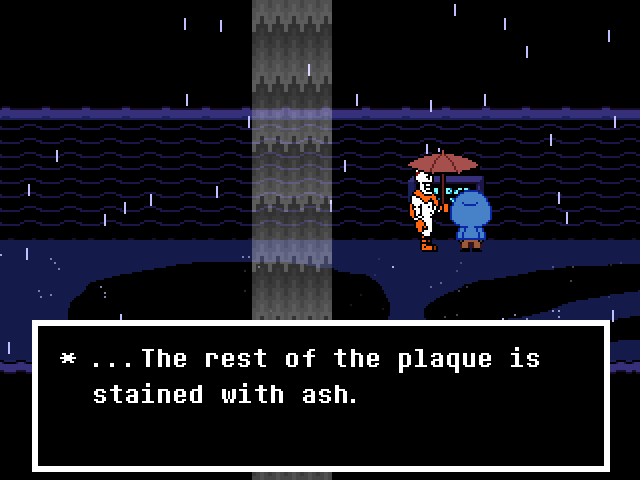 * ...The rest of the plaque is
stained with ash.